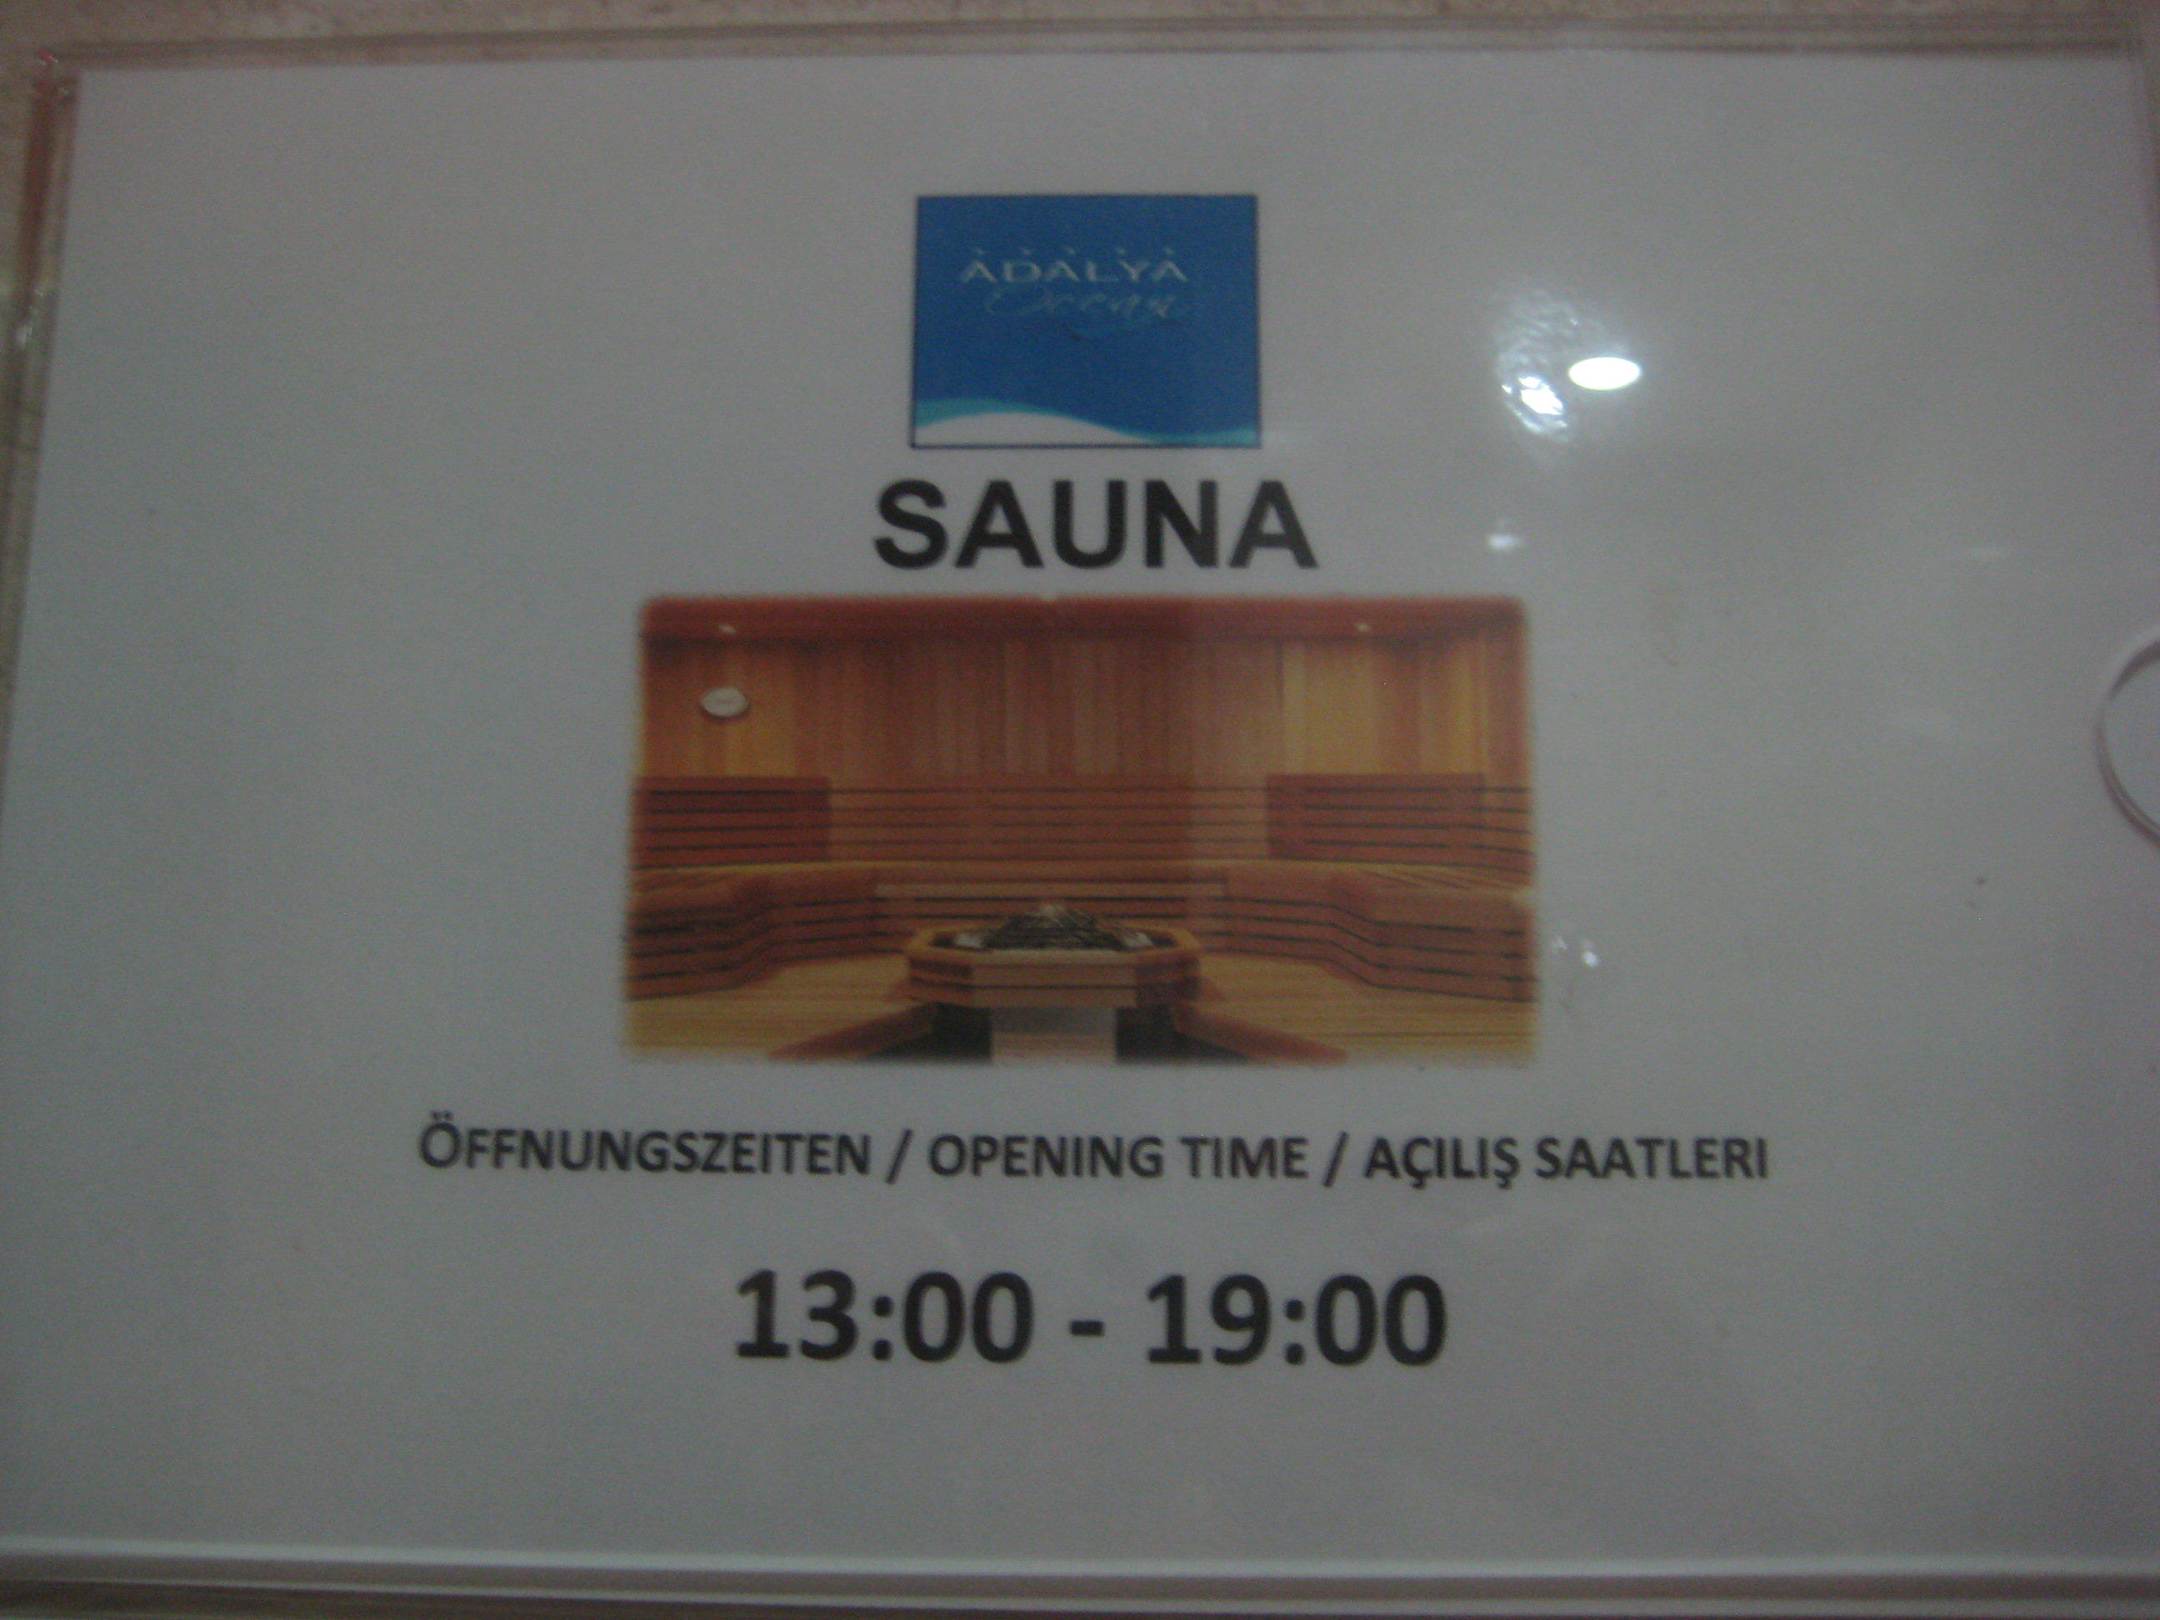 ADALYA
Ocean
SAUNA
ÖFFNUNGSZEITEN / OPENING TIME / AÇILIŞ SAATLERI
13:00 - 19:00